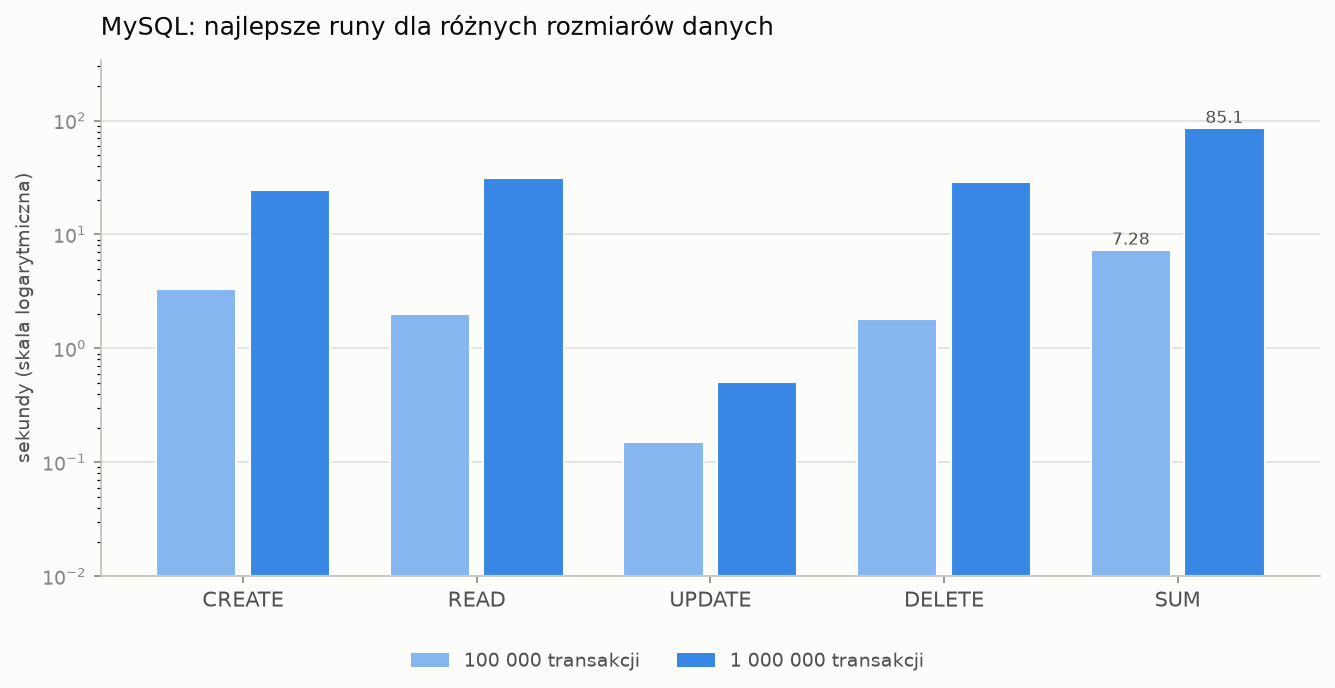 MySQL: najlepsze runy dla różnych rozmiarów danych
sekundy (skala logarytmiczna)
10²
10¹
10⁰
10⁻¹
10⁻²
7.28
85.1
CREATE
READ
UPDATE
DELETE
SUM
100 000 transakcji
1 000 000 transakcji